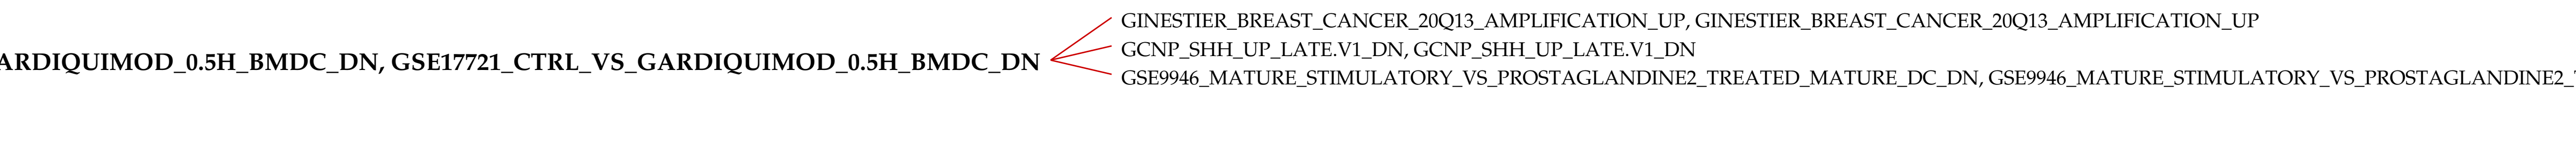 GINESTIER_BREAST_CANCER_20Q13_AMPLIFICATION_UP, GINESTIER_BREAST_CANCER_20Q13_AMPLIFICATION_UP
GCNP_SHH_UP_LATE.V1_DN, GCNP_SHH_UP_LATE.V1_DN
ARDIQUIMOD_0.5H_BMDC_DN, GSE17721_CTRL_VS_GARDIQUIMOD_0.5H_BMDC_DN
GSE9946_MATURE_STIMULATORY_VS_PROSTAGLANDINE2_TREATED_MATURE_DC_DN, GSE9946_MATURE_STIMULATORY_VS_PROSTAGLANDINE2_